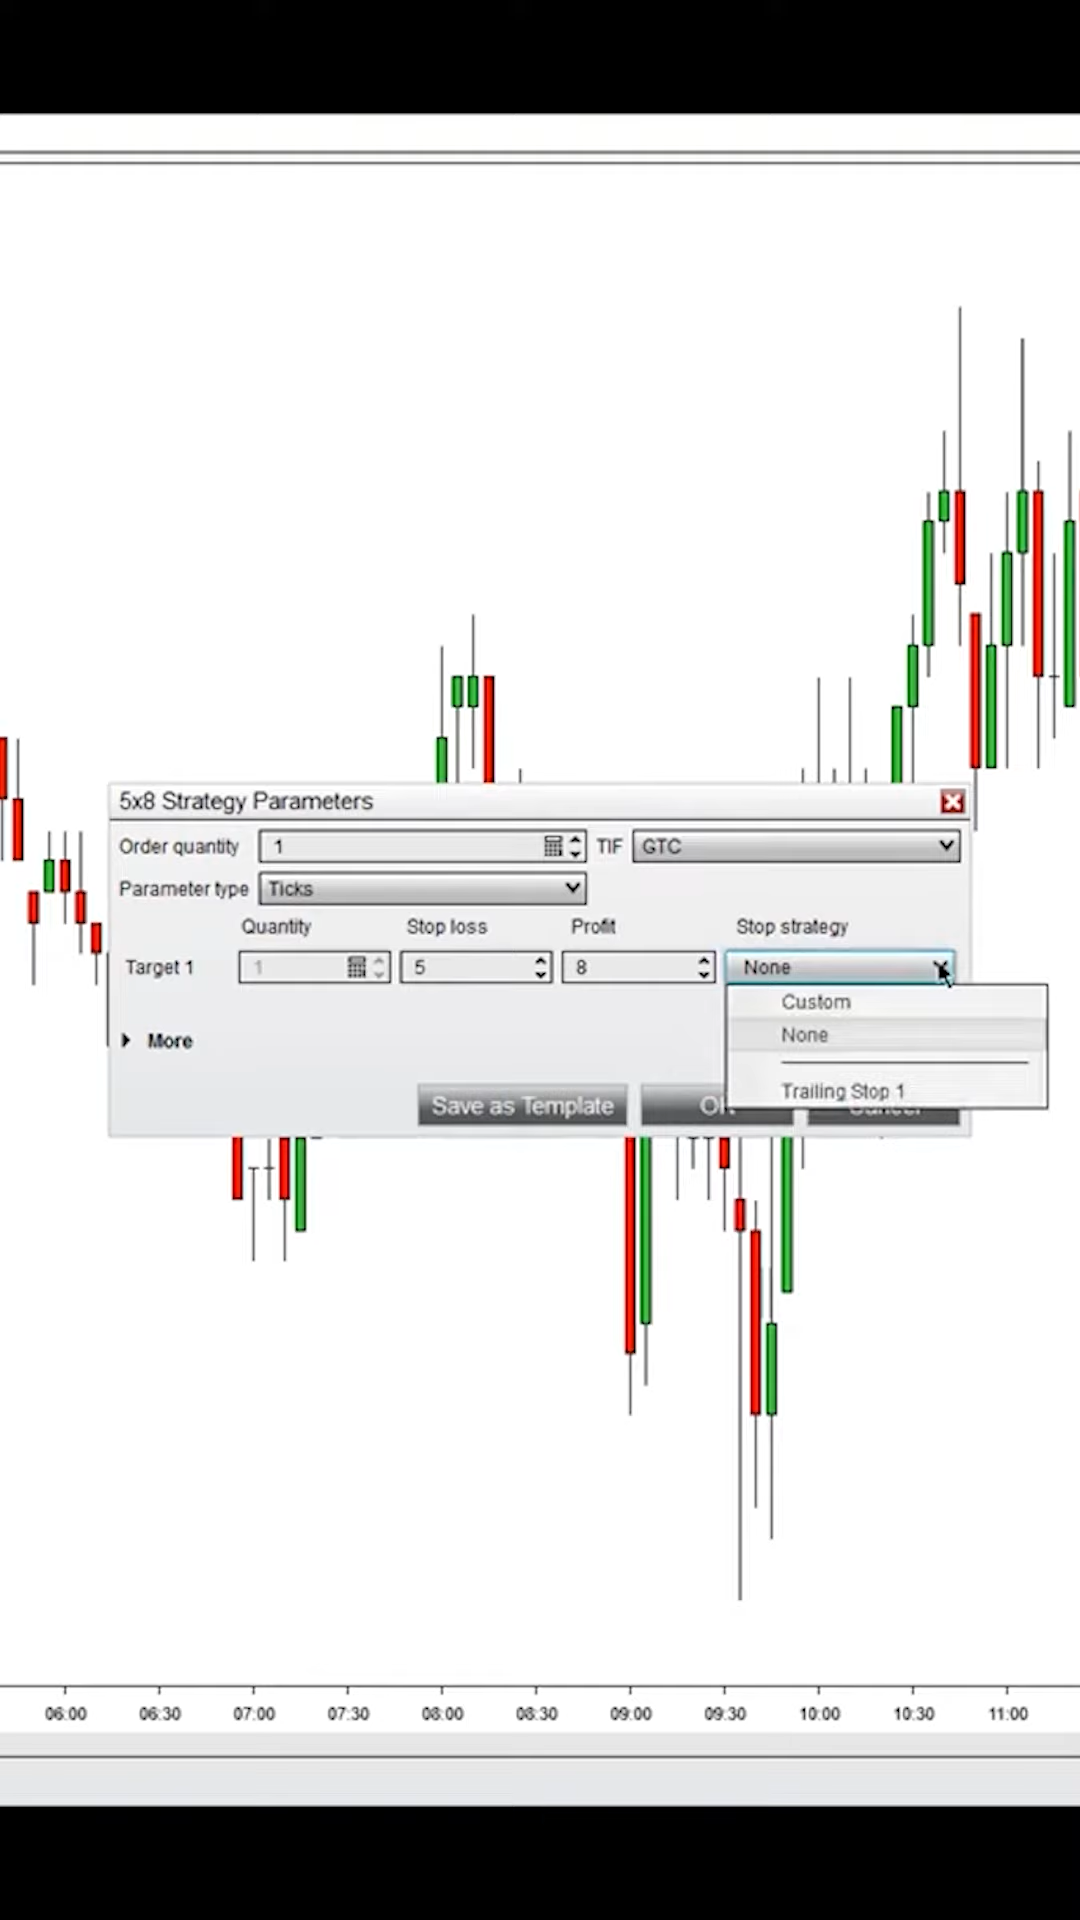 5x8 Strategy Parameters
Order quantity 1 TIF GTC
Parameter type Ticks
Quantity Stop loss Profit Stop strategy
Target 1 1 5 8 None
Custom
None
More
Trailing Stop 1
Save as Template OK Cancel
06:00 06:30 07:00 07:30 08:00 08:30 09:00 09:30 10:00 10:30 11:00